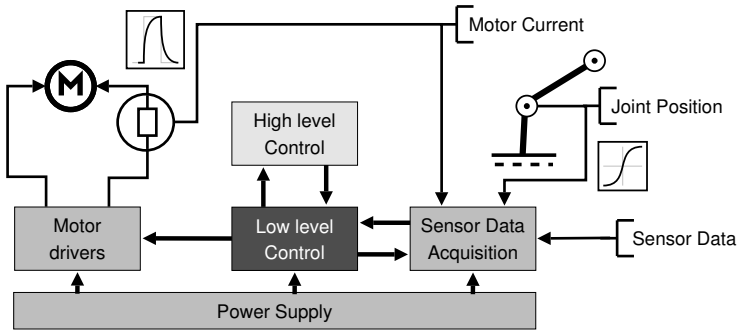 Motor Current
M
Joint Position
High level
Control
Motor
drivers
Low level
Control
Sensor Data
Acquisition
Sensor Data
Power Supply